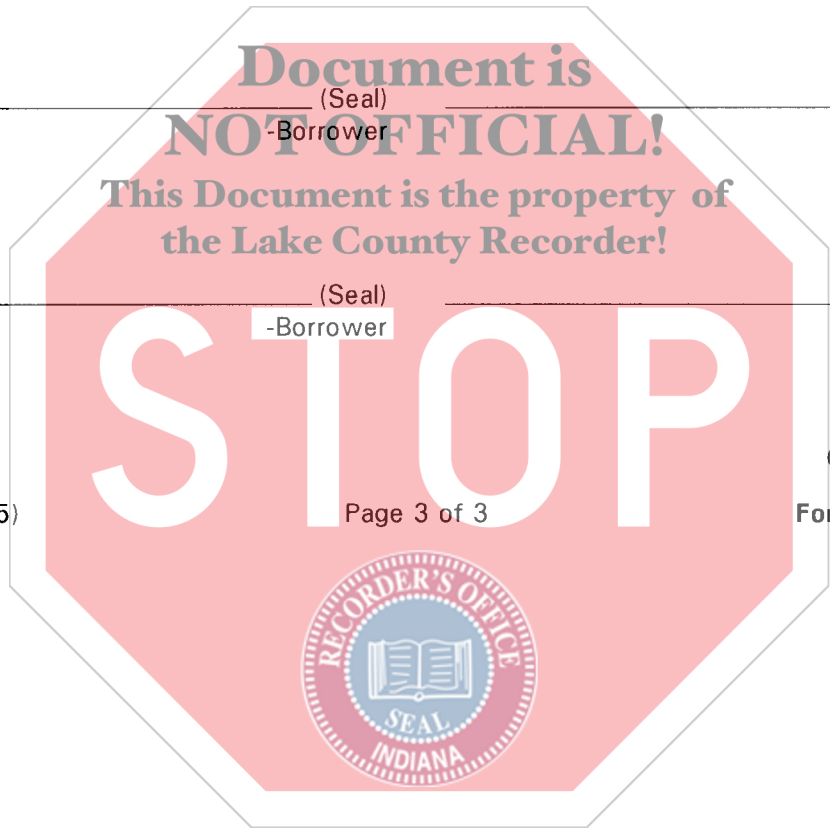 Document is
(Seal)
-Borrower
NOT OFFICIAL!
This Document is the property of
the Lake County Recorder!
(Seal)
-Borrower
STOP
5) Page 3 of 3 For
RECORDER'S OFFICE
SEAL
INDIANA